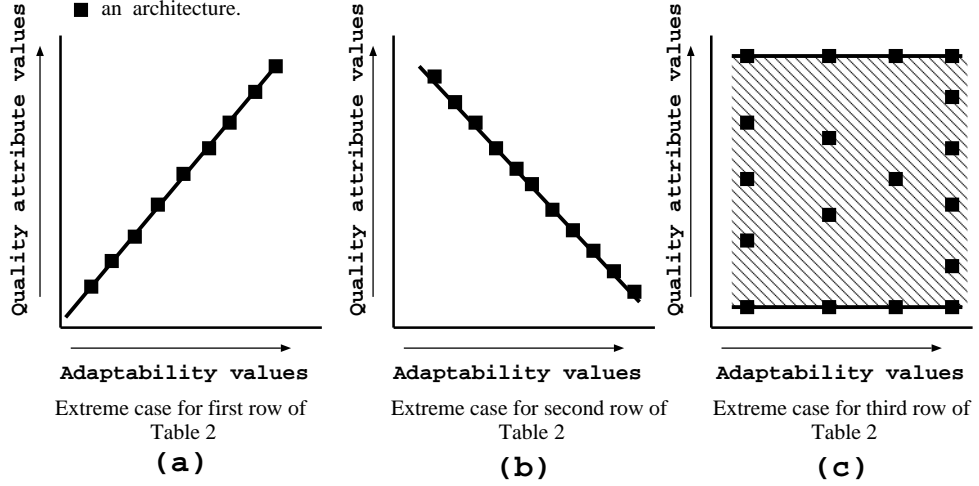 an architecture.
Quality attribute values
Adaptability values
Extreme case for first row of
Table 2
(a)
Quality attribute values
Adaptability values
Extreme case for second row of
Table 2
(b)
Quality attribute values
Adaptability values
Extreme case for third row of
Table 2
(c)